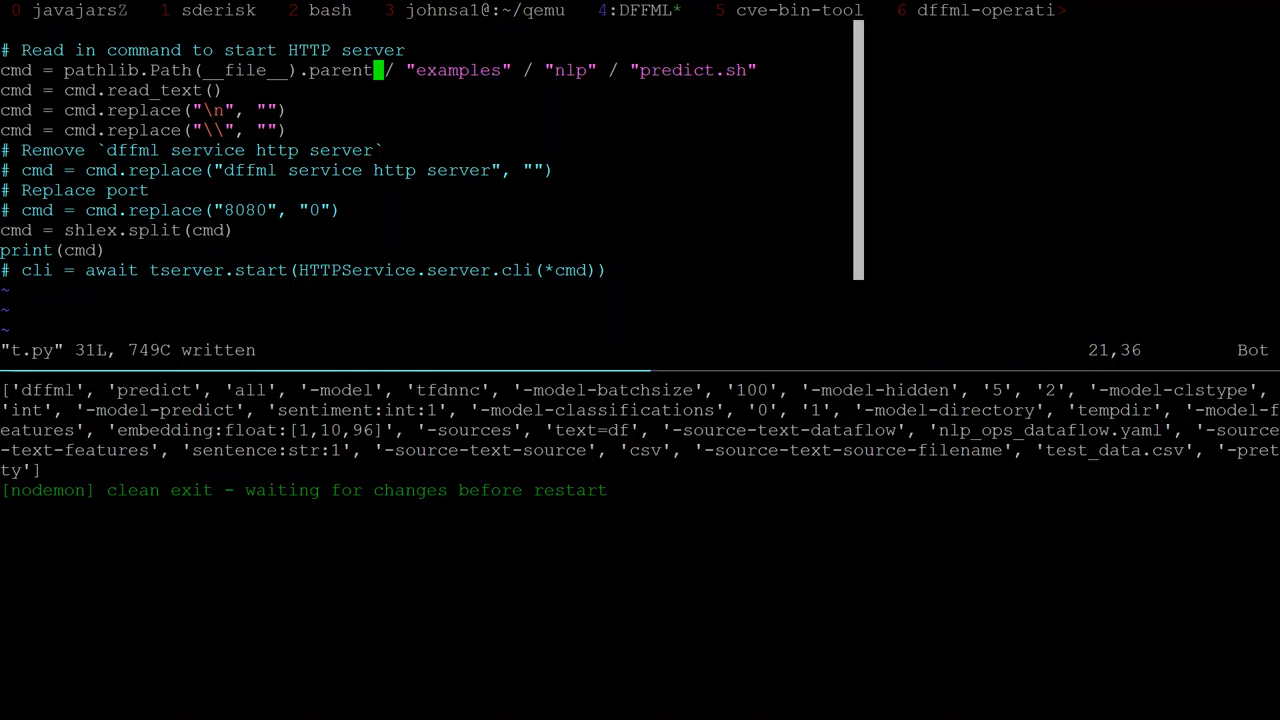 0 javajarsZ 1 sderisk 2 bash 3 johnsa1@:~/qemu 4:DFFML* 5 cve-bin-tool 6 dffml-operati>
# Read in command to start HTTP server
cmd = pathlib.Path(__file__).parent / "examples" / "nlp" / "predict.sh"
cmd = cmd.read_text()
cmd = cmd.replace("\n", "")
cmd = cmd.replace("\\", "")
# Remove `dffml service http server`
# cmd = cmd.replace("dffml service http server", "")
# Replace port
# cmd = cmd.replace("8080", "0")
cmd = shlex.split(cmd)
print(cmd)
# cli = await tserver.start(HTTPService.server.cli(*cmd))
~
~
~
"t.py" 31L, 749C written 21,36 Bot
['dffml', 'predict', 'all', '-model', 'tfdnnc', '-model-batchsize', '100', '-model-hidden', '5', '2', '-model-clstype',
'int', '-model-predict', 'sentiment:int:1', '-model-classifications', '0', '1', '-model-directory', 'tempdir', '-model-f
eatures', 'embedding:float:[1,10,96]', '-sources', 'text=df', '-source-text-dataflow', 'nlp_ops_dataflow.yaml', '-source
-text-features', 'sentence:str:1', '-source-text-source', 'csv', '-source-text-source-filename', 'test_data.csv', '-pret
ty']
[nodemon] clean exit - waiting for changes before restart